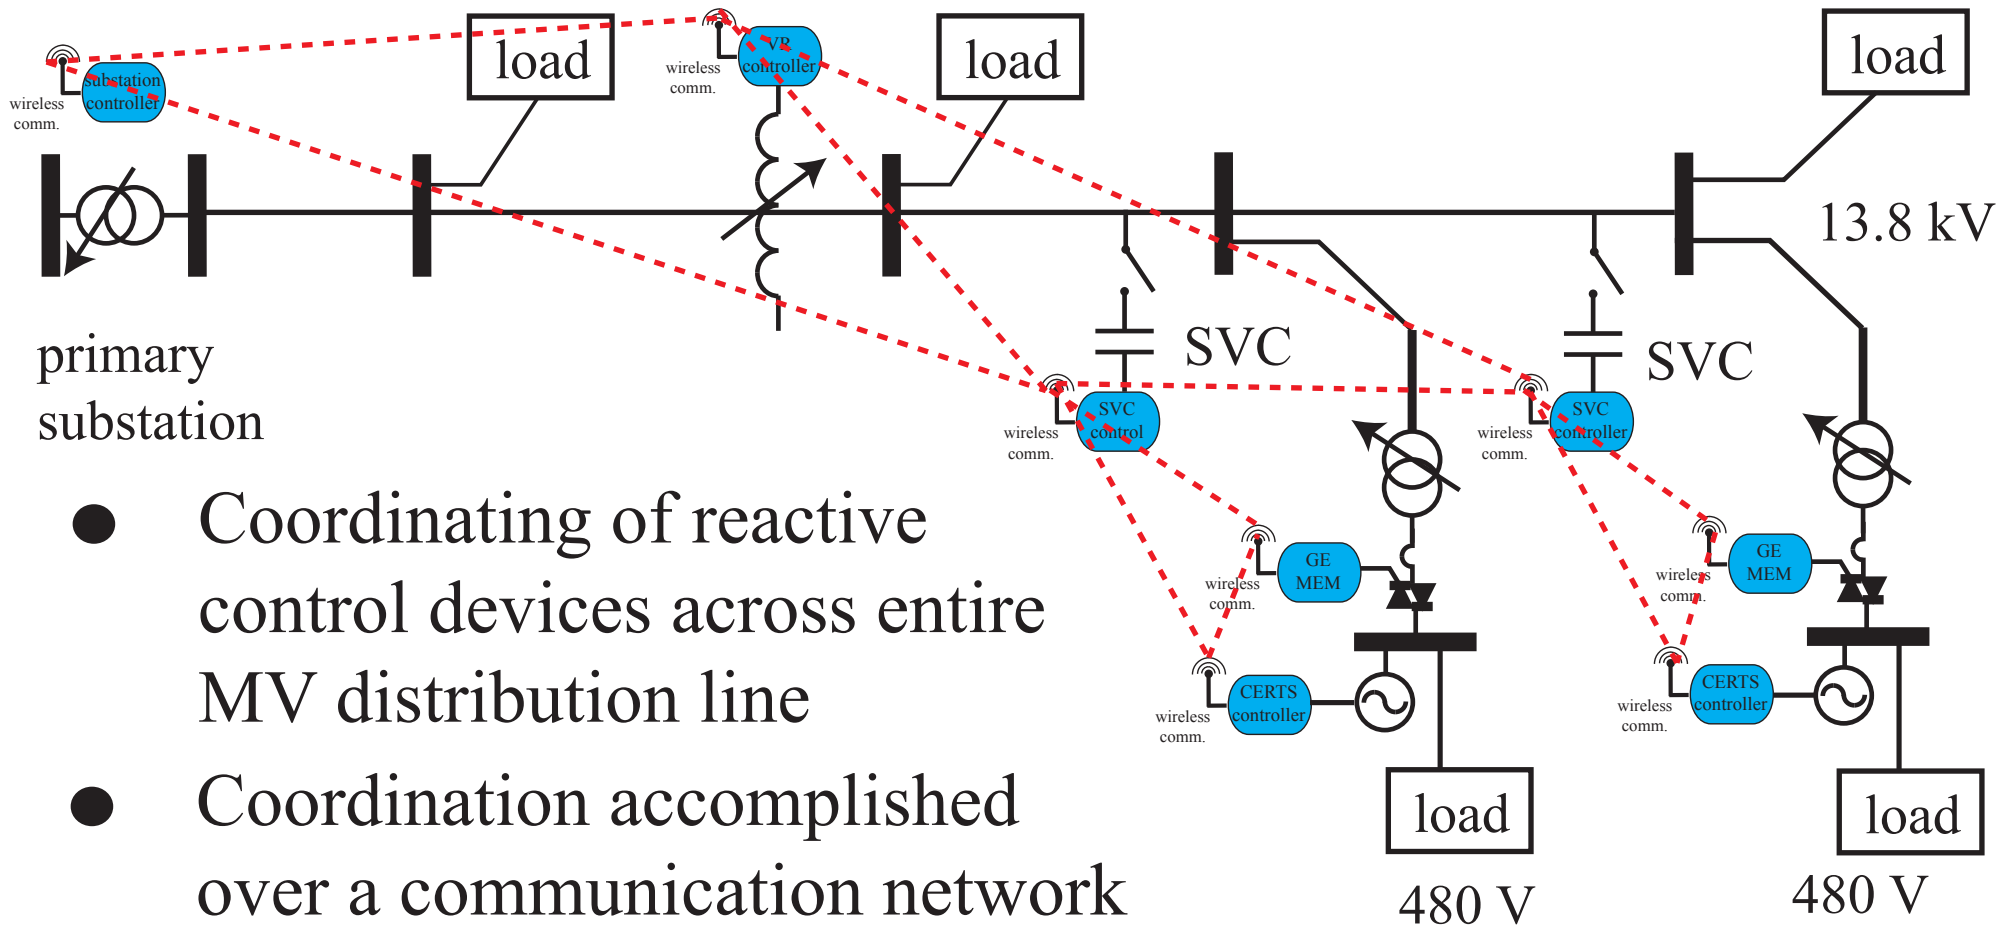 load
load
load
VR
controller
wireless
comm.
substation
controller
wireless
comm.
13.8 kV
primary
substation
SVC
SVC
SVC
control
wireless
comm.
SVC
controller
wireless
comm.
● Coordinating of reactive
control devices across entire
MV distribution line
● Coordination accomplished
over a communication network
GE
MEM
wireless
comm.
GE
MEM
wireless
comm.
CERTS
controller
wireless
comm.
CERTS
controller
wireless
comm.
load
load
480 V
480 V